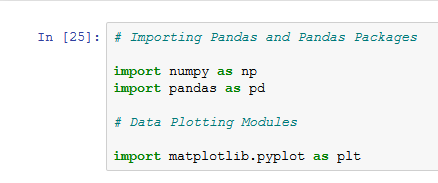 In [25]: # Importing Pandas and Pandas Packages
import numpy as np
import pandas as pd
# Data Plotting Modules
import matplotlib.pyplot as plt